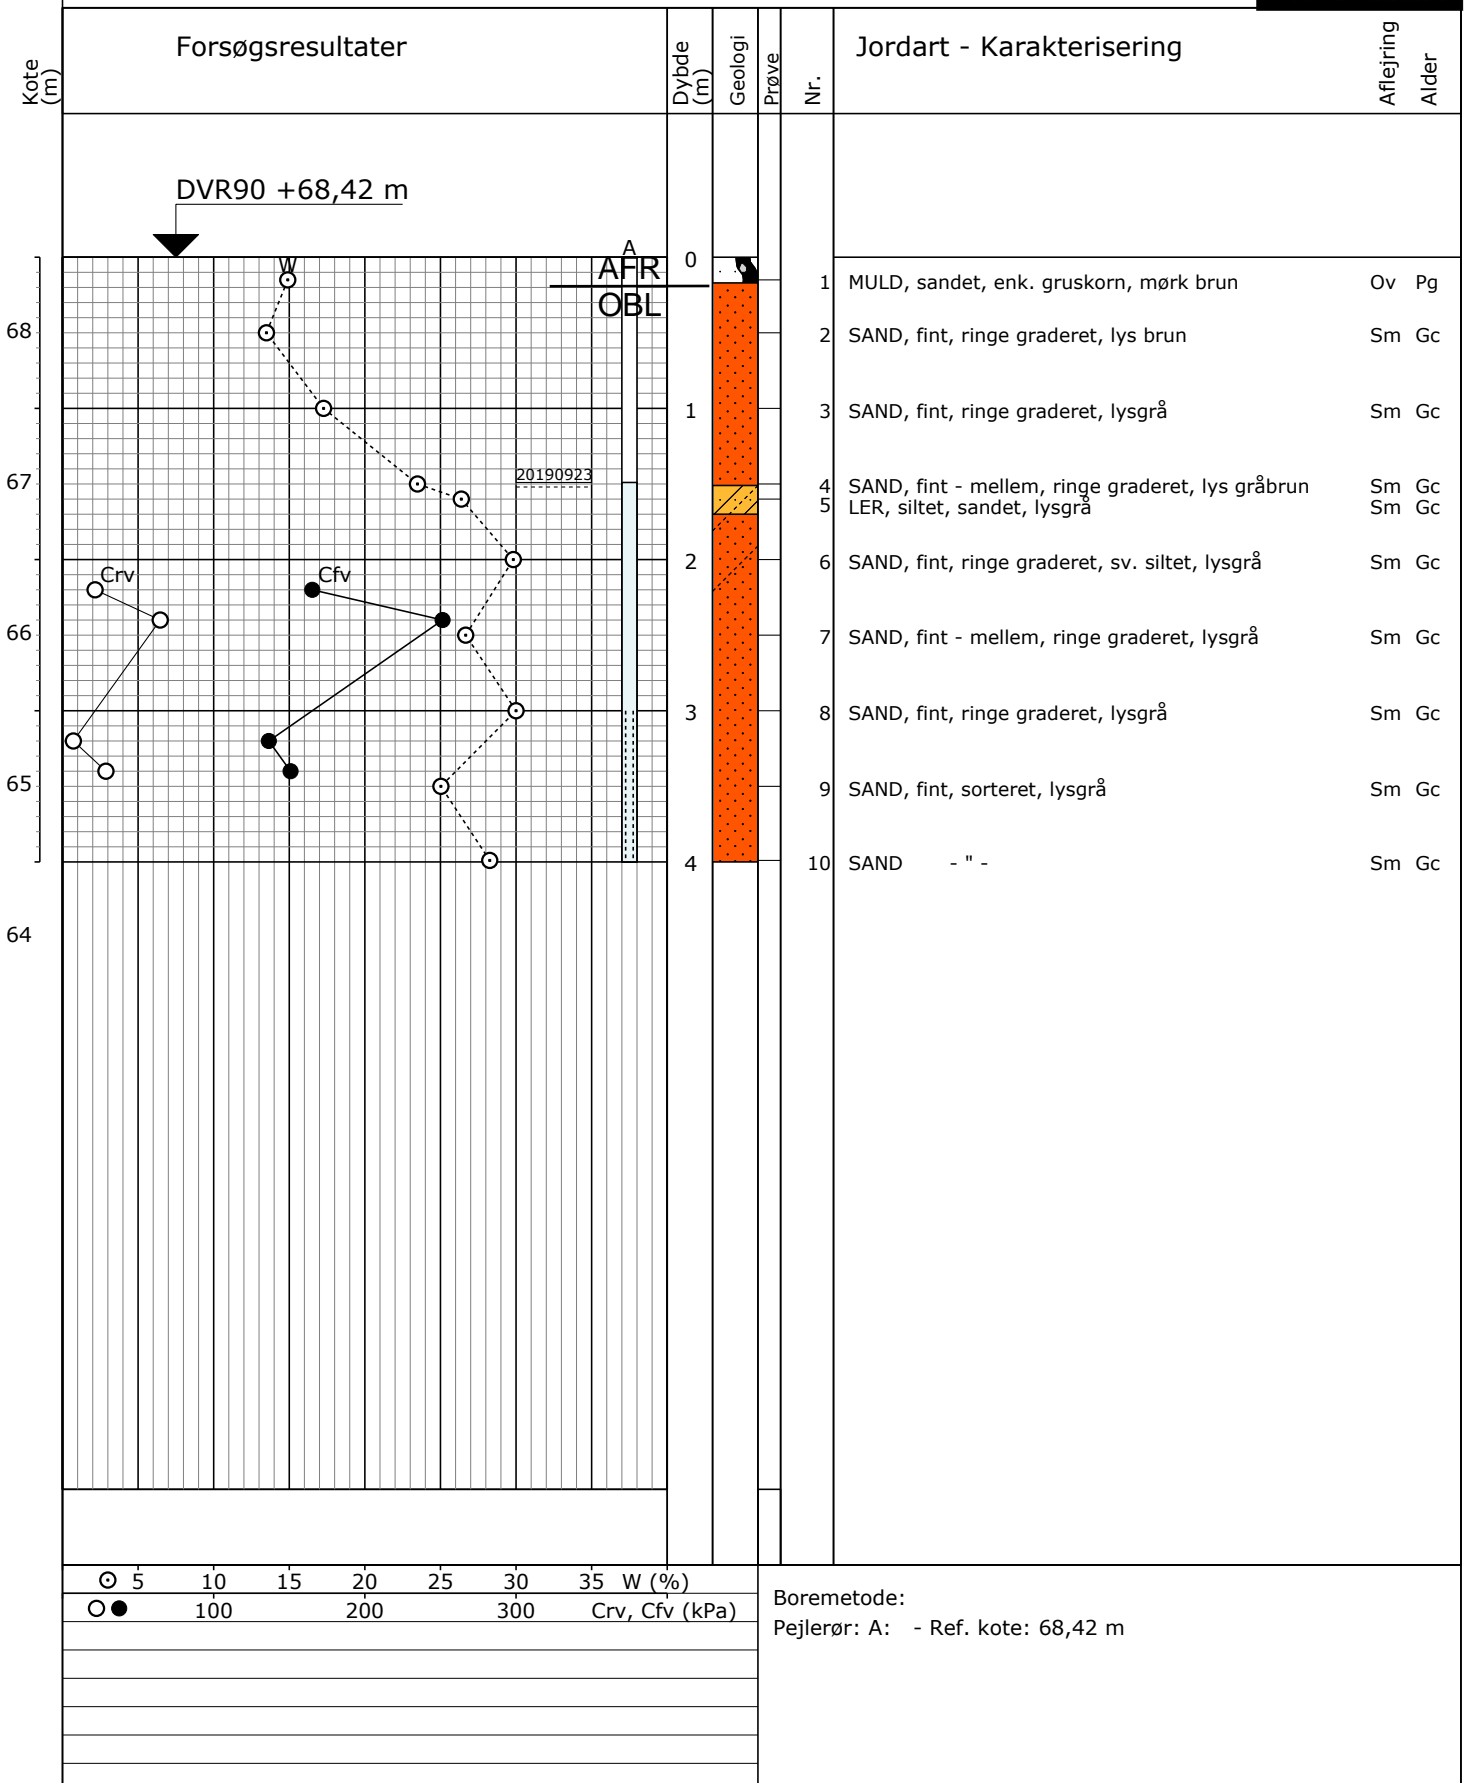 Kote (m)
Forsøgsresultater
Dybde (m)
Geologi
Prøve
Nr.
Jordart - Karakterisering
Aflejring
Alder
DVR90 +68,42 m
A
W
AFR
OBL
0
1 MULD, sandet, enk. gruskorn, mørk brun Ov Pg
68
2 SAND, fint, ringe graderet, lys brun Sm Gc
1
3 SAND, fint, ringe graderet, lysgrå Sm Gc
67
20190923
4 SAND, fint - mellem, ringe graderet, lys gråbrun Sm Gc
5 LER, siltet, sandet, lysgrå Sm Gc
2
6 SAND, fint, ringe graderet, sv. siltet, lysgrå Sm Gc
Crv
Cfv
66
7 SAND, fint - mellem, ringe graderet, lysgrå Sm Gc
3
8 SAND, fint, ringe graderet, lysgrå Sm Gc
65
9 SAND, fint, sorteret, lysgrå Sm Gc
4
10 SAND - " - Sm Gc
64
5 10 15 20 25 30 35 W (%)
100 200 300 Crv, Cfv (kPa)
Boremetode:
Pejlerør: A: - Ref. kote: 68,42 m